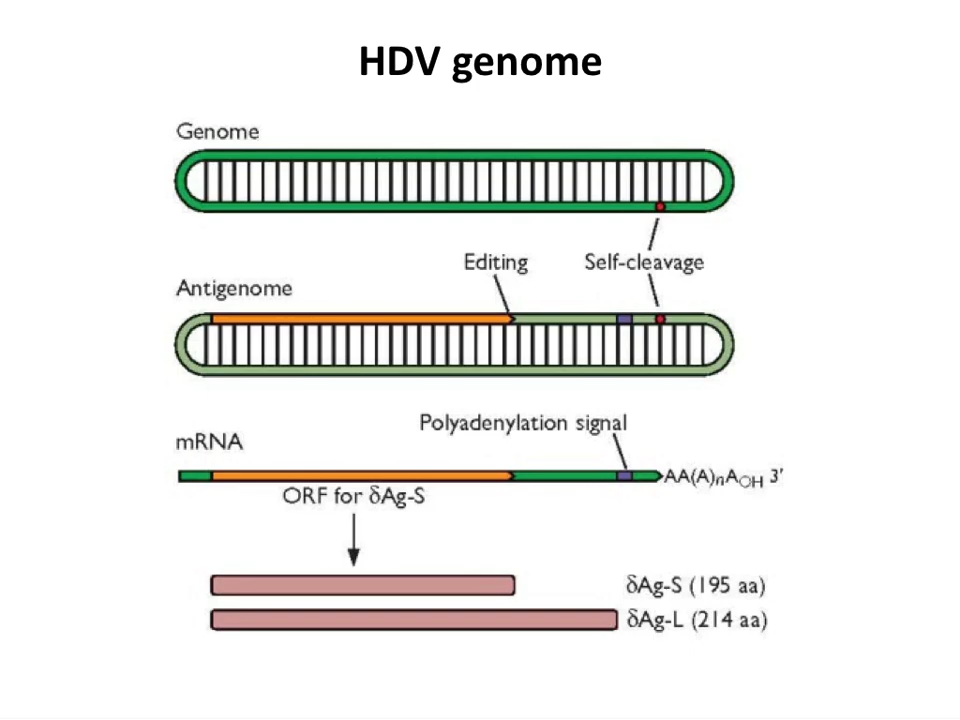 HDV genome
Genome
Editing
Self-cleavage
Antigenome
Polyadenylation signal
mRNA
AA(A)nAOH 3'
ORF for δAg-S
δAg-S (195 aa)
δAg-L (214 aa)